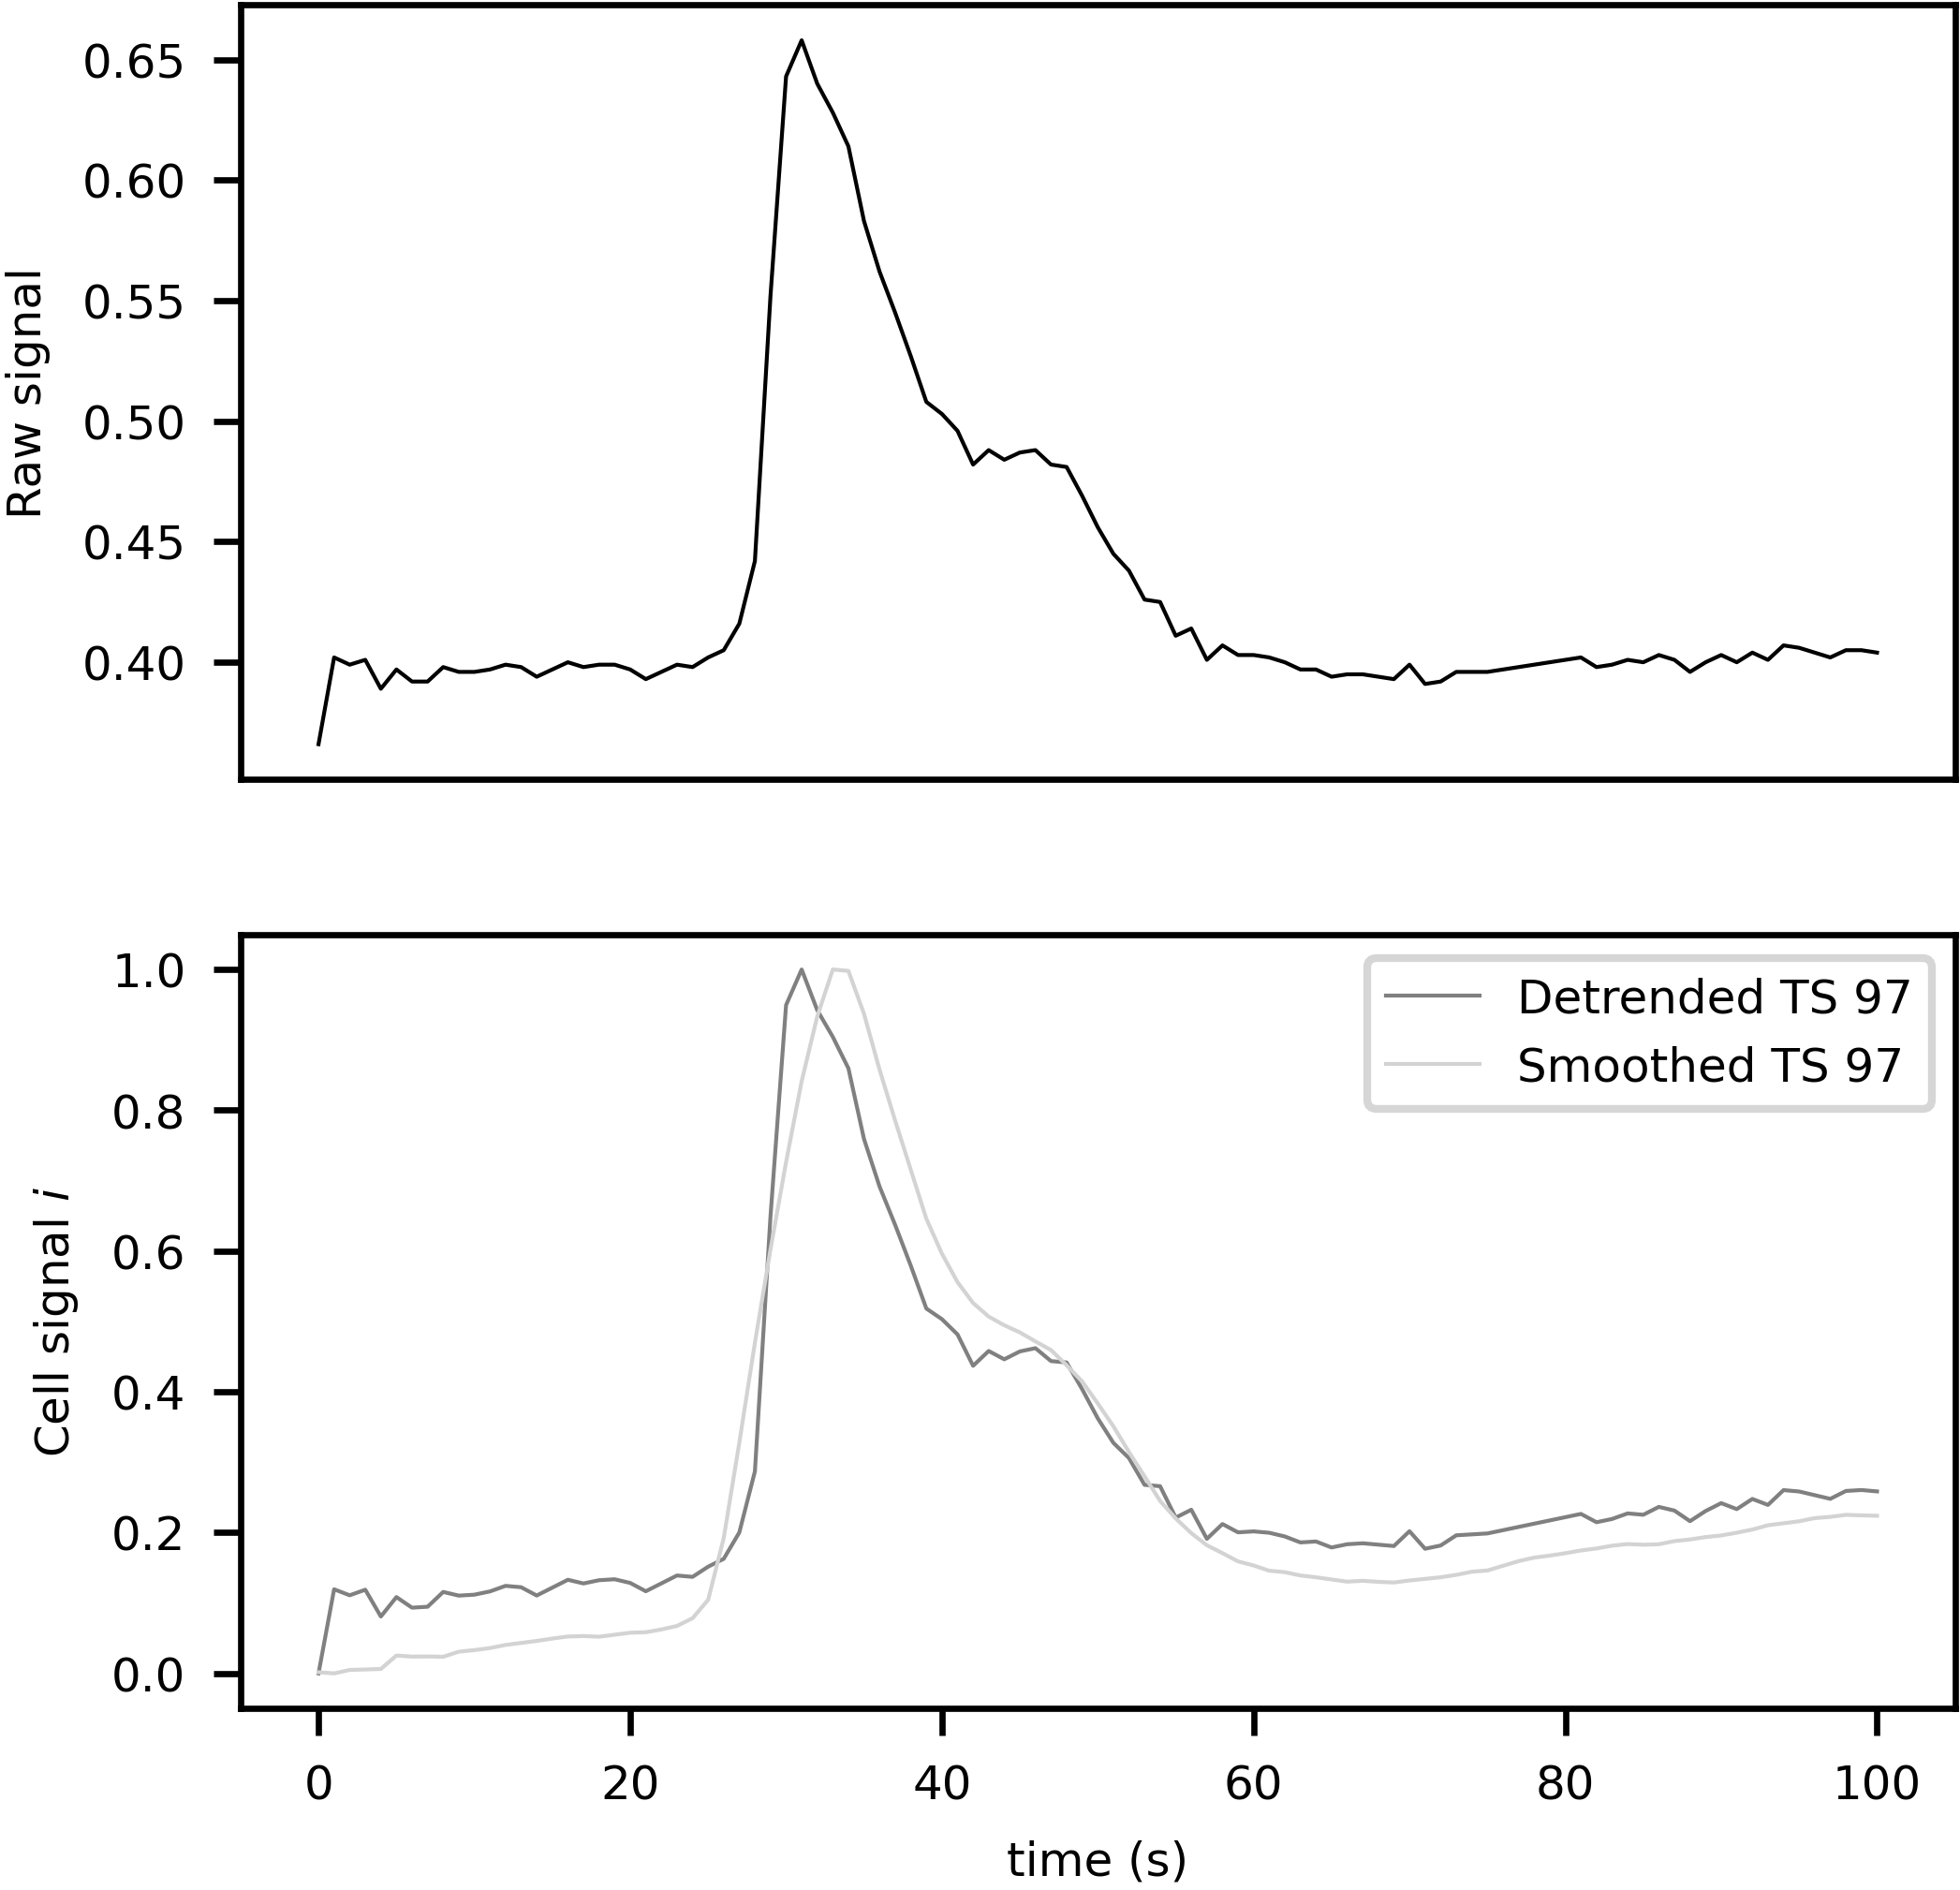 Raw signal
0.65
0.60
0.55
0.50
0.45
0.40
Cell signal i
1.0
0.8
0.6
0.4
0.2
0.0
Detrended TS 97
Smoothed TS 97
0 20 40 60 80 100
time (s)